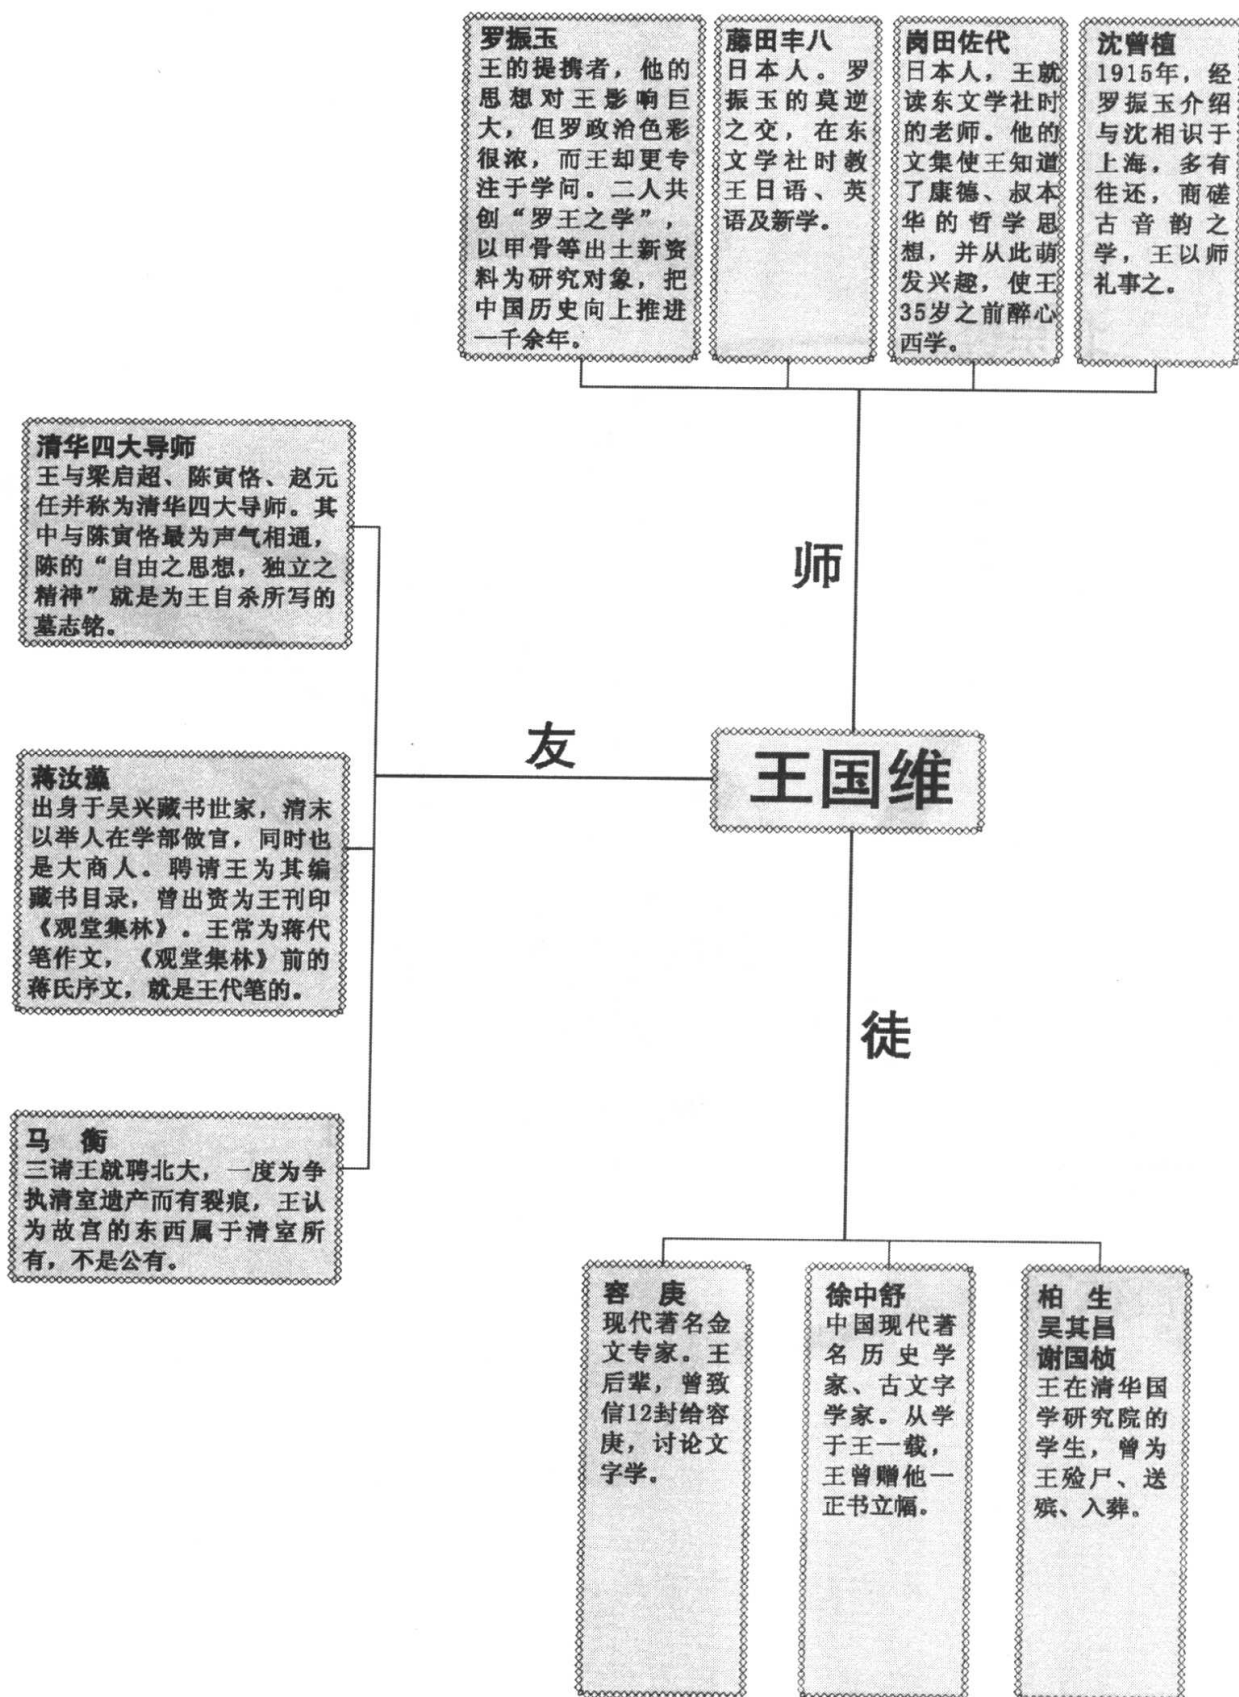 罗振玉
王的提携者，他的
思想对王影响巨
大，但罗政治色彩
很浓，而王却更专
注于学问。二人共
创“罗王之学”，
以甲骨等出土新资
料为研究对象，把
中国历史向上推进
一千余年。
藤田丰八
日本人。罗
振玉的莫逆
之交，在东
文学社时教
王日语、英
语及新学。
岗田佐代
日本人，王就
读东文学社时
的老师。他的
文集使王知道
了康德、叔本
华的哲学思
想，并从此萌
发兴趣，使王
35岁之前醉心
西学。
沈曾植
1915年，经
罗振玉介绍
与沈相识于
上海，多有
往还，商磋
古音韵之
学，王以师
礼事之。
师
清华四大导师
王与梁启超、陈寅恪、赵元
任并称为清华四大导师。其
中与陈寅恪最为声气相通，
陈的“自由之思想，独立之
精神”就是为王自杀所写的
墓志铭。
友
王国维
蒋汝藻
出身于吴兴藏书世家，清末
以举人在学部做官，同时也
是大商人。聘请王为其编
藏书目录，曾出资为王刊印
《观堂集林》。王常为蒋代
笔作文，《观堂集林》前的
蒋氏序文，就是王代笔的。
徒
马 衡
三请王就聘北大，一度为争
执清室遗产而有裂痕，王认
为故宫的东西属于清室所
有，不是公有。
容 庚
现代著名金
文专家。王
后辈，曾致
信12封给容
庚，讨论文
字学。
徐中舒
中国现代著
名历史学
家、古文字
学家。从学
于王一载，
王曾赠他一
正书立幅。
柏 生
吴其昌
谢国桢
王在清华国
学研究院的
学生，曾为
王殓尸、送
殡、入葬。